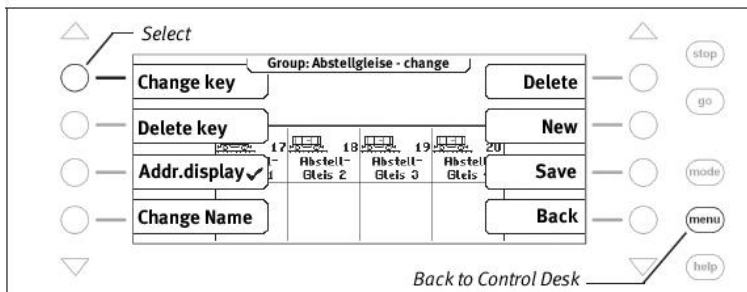 Select
Group: Abstellgleise - change
Change key
Delete
stop
go
Delete key
New
17 18 19 20
Abstell- Abstell- Abstell-
Addr.display✓
1 Gleis 2 Gleis 3 Gleis
Save
mode
Change Name
Back
menu
Back to Control Desk
help